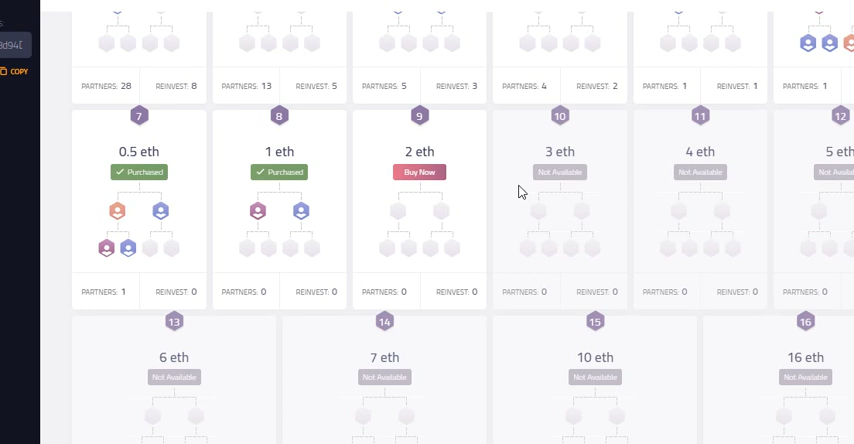 s:
COPY
PARTNERS: 28 REINVEST: 8
PARTNERS: 13 REINVEST: 5
PARTNERS: 5 REINVEST: 3
PARTNERS: 4 REINVEST: 2
PARTNERS: 1 REINVEST: 1
PARTNERS: 1
7
0.5 eth
Purchased
PARTNERS: 1 REINVEST: 0
8
1 eth
Purchased
PARTNERS: 0 REINVEST: 0
9
2 eth
Buy Now
PARTNERS: 0 REINVEST: 0
10
3 eth
Not Available
PARTNERS: 0 REINVEST: 0
11
4 eth
Not Available
PARTNERS: 0 REINVEST: 0
12
5 eth
Not Availa
PARTNERS: 0
13
6 eth
Not Available
14
7 eth
Not Available
15
10 eth
Not Available
16
16 eth
Not Available